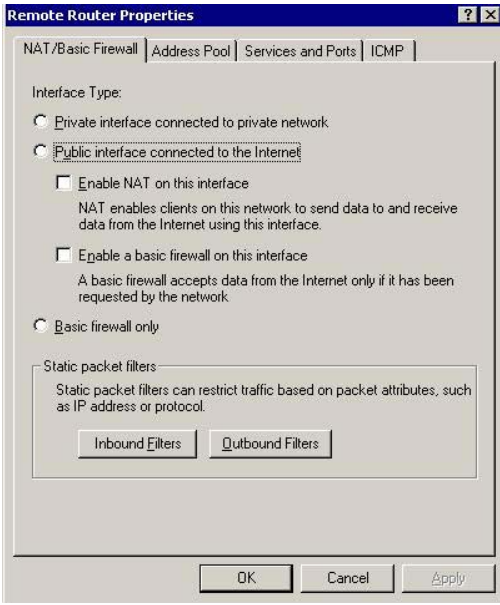 Remote Router Properties
NAT/Basic Firewall
Address Pool
Services and Ports
ICMP
Interface Type:
Private interface connected to private network
Public interface connected to the Internet
Enable NAT on this interface
NAT enables clients on this network to send data to and receive
data from the Internet using this interface.
Enable a basic firewall on this interface
A basic firewall accepts data from the Internet only if it has been
requested by the network
Basic firewall only
Static packet filters
Static packet filters can restrict traffic based on packet attributes, such
as IP address or protocol.
Inbound Filters
Outbound Filters
OK
Cancel
Apply